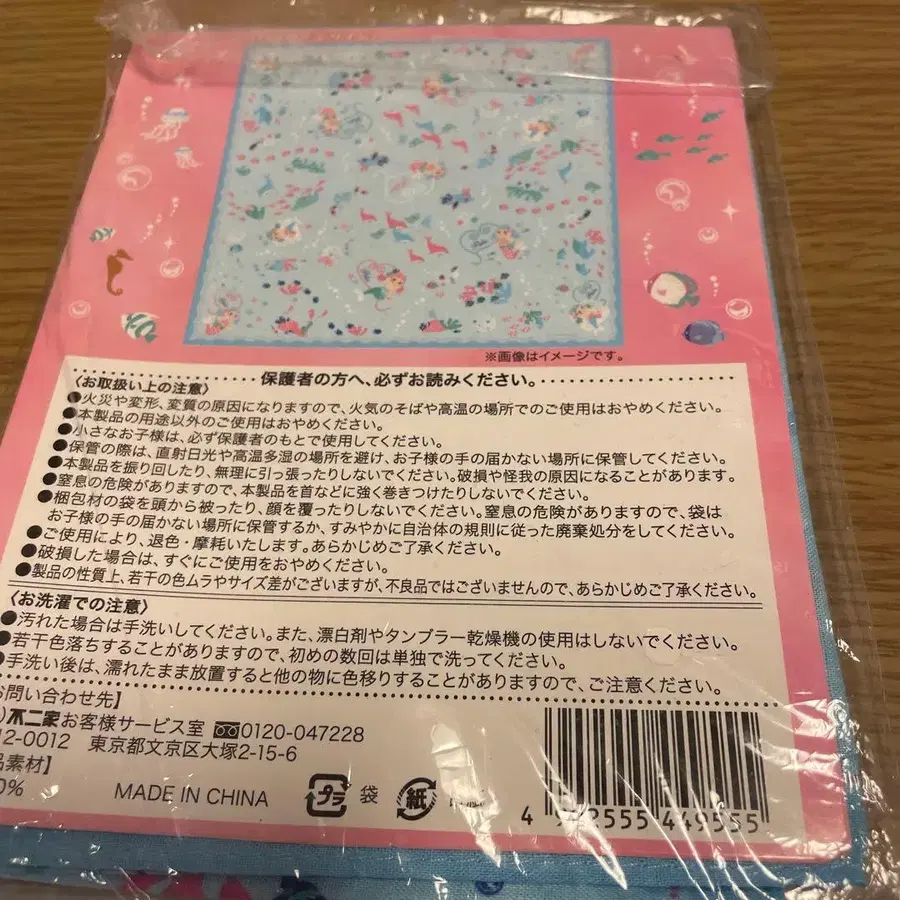 ※画像はイメージです。
保護者の方へ、必ずお読みください。
〈お取扱い上の注意〉
●火災や変形、変質の原因になりますので、火気のそばや高温の場所でのご使用はおやめください。
●本製品の用途以外のご使用はおやめください。
●小さなお子様は、必ず保護者のもとで使用してください。
●保管の際は、直射日光や高温多湿の場所を避け、お子様の手の届かない場所に保管してください。
●本製品を振り回したり、無理に引っ張ったりしないでください。破損や怪我の原因になることがあります。
●窒息の危険がありますので、本製品を首などに強く巻きつけたりしないでください。
●梱包材の袋を頭から被ったり、顔を覆ったりしないでください。窒息の危険がありますので、袋は
お子様の手の届かない場所に保管するか、すみやかに自治体の規則に従った廃棄処分をしてください。
●ご使用により、退色・摩耗いたします。あらかじめご了承ください。
●破損した場合は、すぐにご使用をおやめください。
●製品の性質上、若干の色ムラやサイズ差がございますが、不良品ではございませんので、あらかじめご了承ください。
〈お洗濯での注意〉
●汚れた場合は手洗いしてください。また、漂白剤やタンブラー乾燥機の使用はしないでください。
●若干色落ちすることがありますので、初めの数回は単独で洗ってください。
●手洗い後は、濡れたまま放置すると他の物に色移りすることがありますので、ご注意ください。
お問い合わせ先】
)不二家お客様サービス室 0120-047228
12-0012 東京都文京区大塚2-15-6
品素材】
0%
MADE IN CHINA
プラ 袋 紙
4 2555 449555